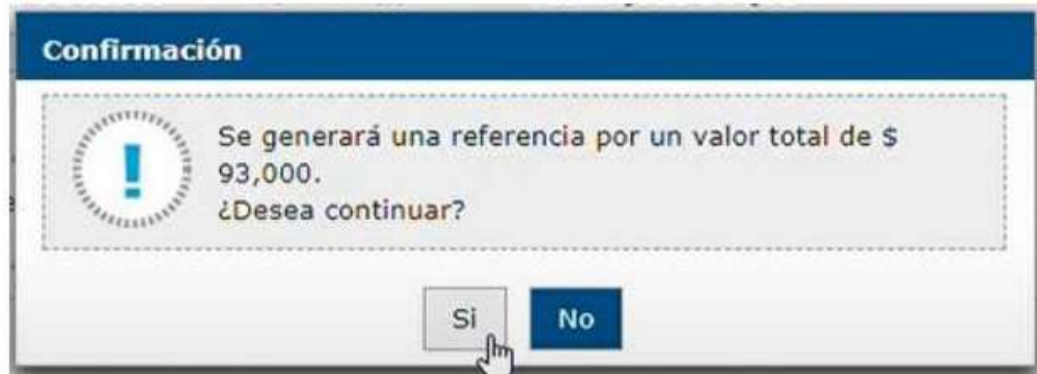 Confirmación
Se generará una referencia por un valor total de $
93,000.
¿Desea continuar?
Si
No